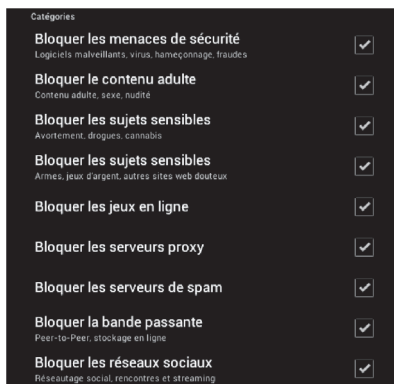 Catégories
Bloquer les menaces de sécurité
Logiciels malveillants, virus, hameçonnage, fraudes
Bloquer le contenu adulte
Contenu adulte, sexe, nudité
Bloquer les sujets sensibles
Avortement, drogues, cannabis
Bloquer les sujets sensibles
Armes, jeux d'argent, autres sites web douteux
Bloquer les jeux en ligne
Bloquer les serveurs proxy
Bloquer les serveurs de spam
Bloquer la bande passante
Peer-to-Peer, stockage en ligne
Bloquer les réseaux sociaux
Réseautage social, rencontres et streaming